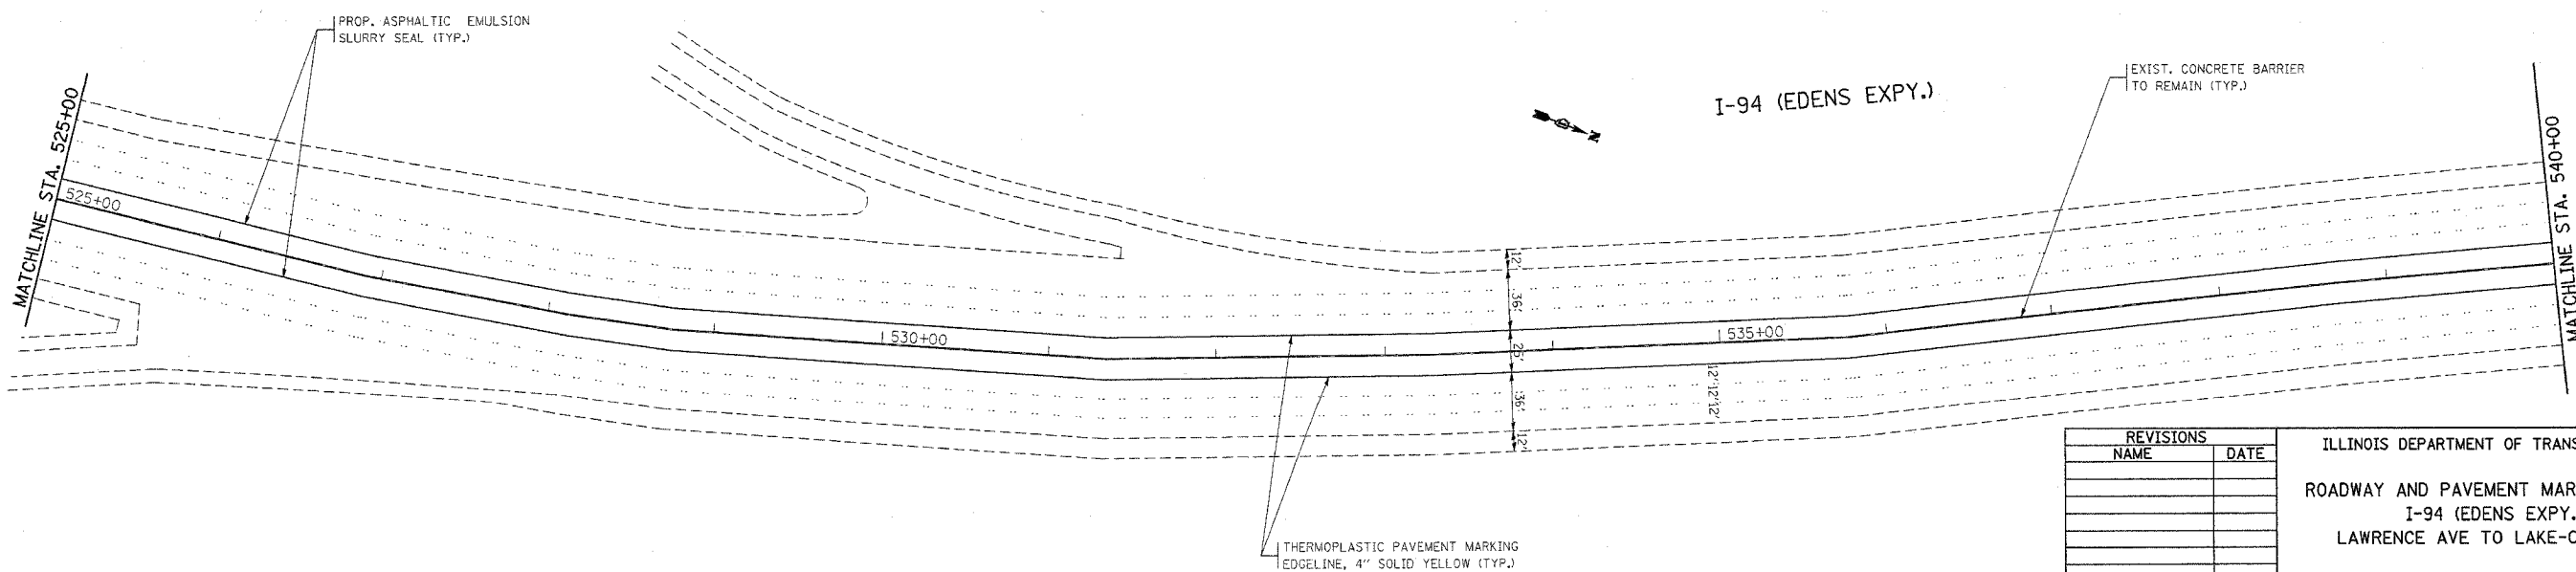 PROP. ASPHALTIC EMULSION
SLURRY SEAL (TYP.)
EXIST. CONCRETE BARRIER
TO REMAIN (TYP.)
I-94 (EDENS EXPY.)
N
MATCHLINE STA. 525+00
MATCHLINE STA. 540+00
525+00
530+00
535+00
12'
36'
25'
36'
12'
12' 12' 12'
THERMOPLASTIC PAVEMENT MARKING
EDGELINE, 4" SOLID YELLOW (TYP.)
REVISIONS
NAME DATE
ILLINOIS DEPARTMENT OF TRANS
ROADWAY AND PAVEMENT MAR
I-94 (EDENS EXPY.
LAWRENCE AVE TO LAKE-C